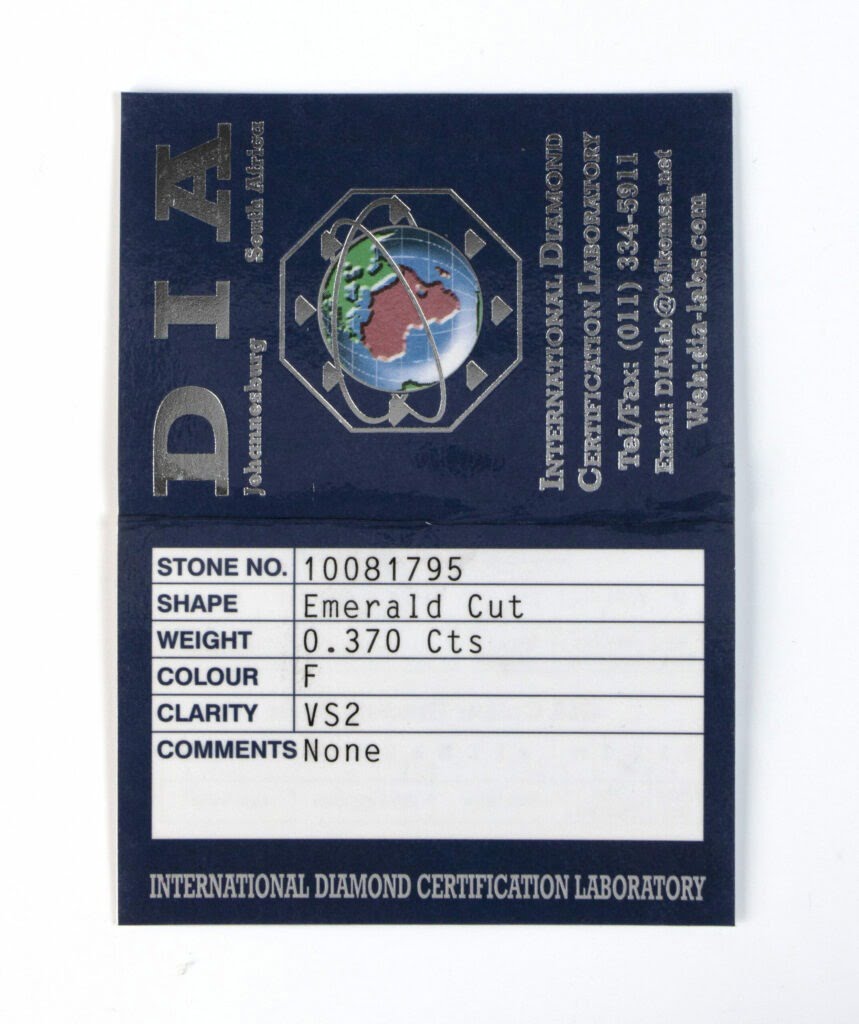 DIA
Johannesburg South Africa
INTERNATIONAL DIAMOND
CERTIFICATION LABORATORY
Tel/Fax: (011) 334-5911
Email: DIAlab@telkomsa.net
Web:dia-labs.com
STONE NO. 10081795
SHAPE Emerald Cut
WEIGHT 0.370 Cts
COLOUR F
CLARITY VS2
COMMENTS None
INTERNATIONAL DIAMOND CERTIFICATION LABORATORY